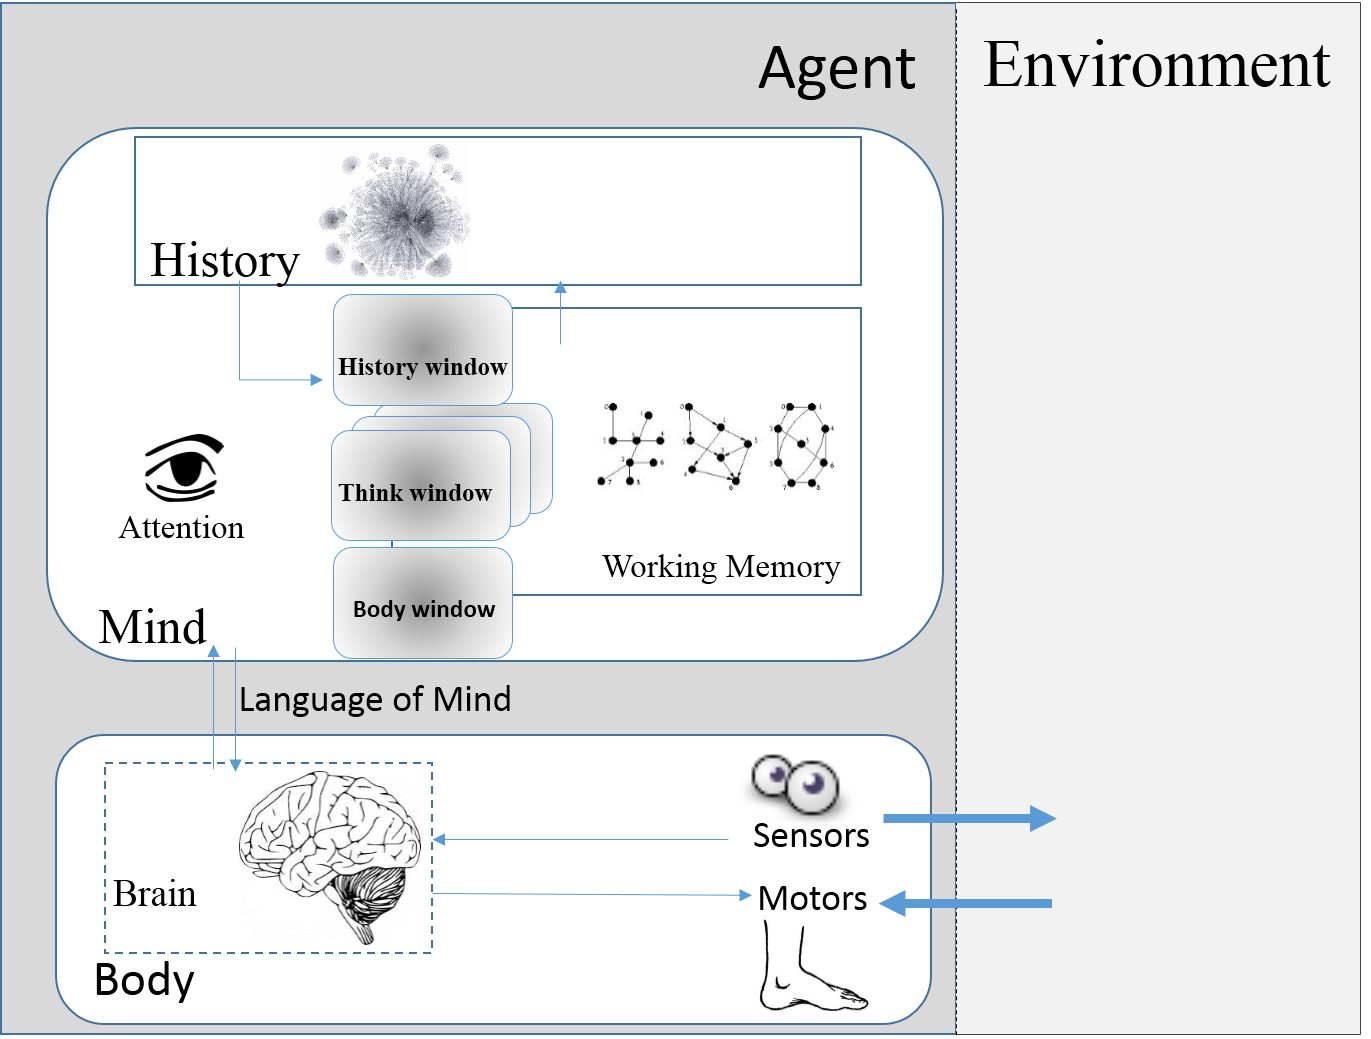 Agent
Environment
History
History window
Think window
Attention
Working Memory
Body window
Mind
Language of Mind
Sensors
Brain
Motors
Body